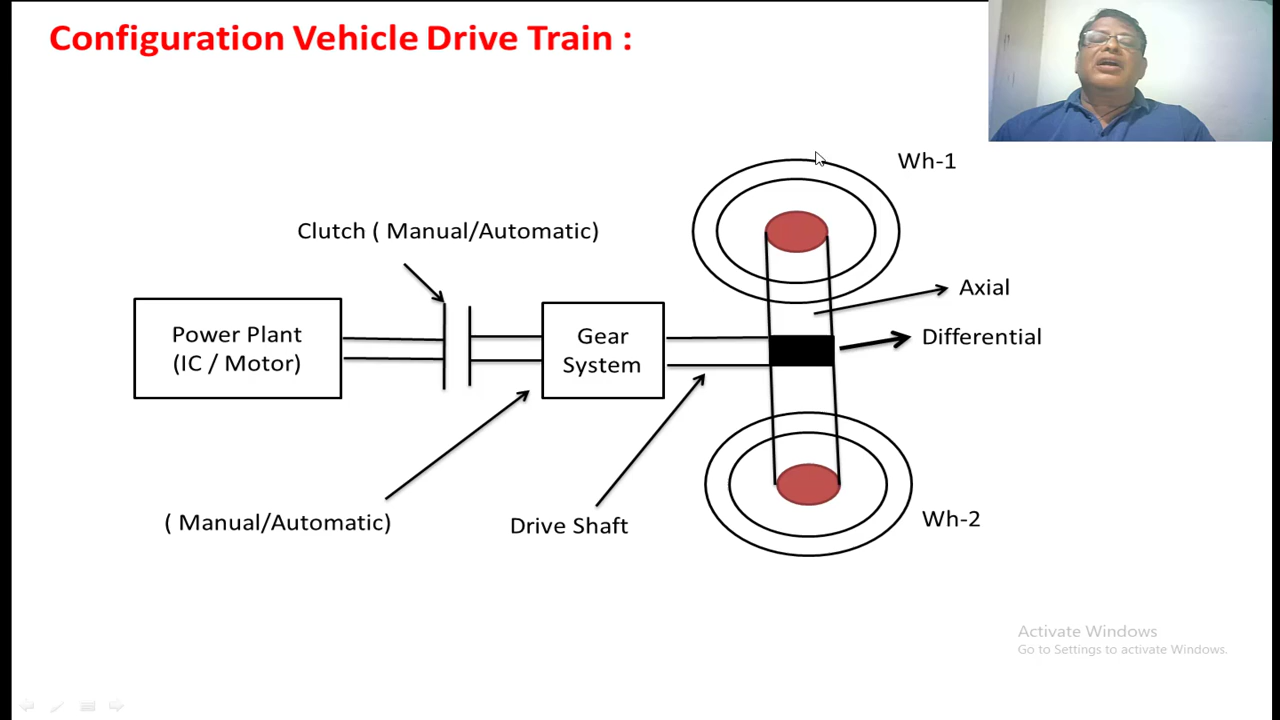 Configuration Vehicle Drive Train :
Wh-1
Clutch ( Manual/Automatic)
Axial
Power Plant
(IC / Motor)
Gear
System
Differential
( Manual/Automatic)
Drive Shaft
Wh-2
Activate Windows
Go to Settings to activate Windows.